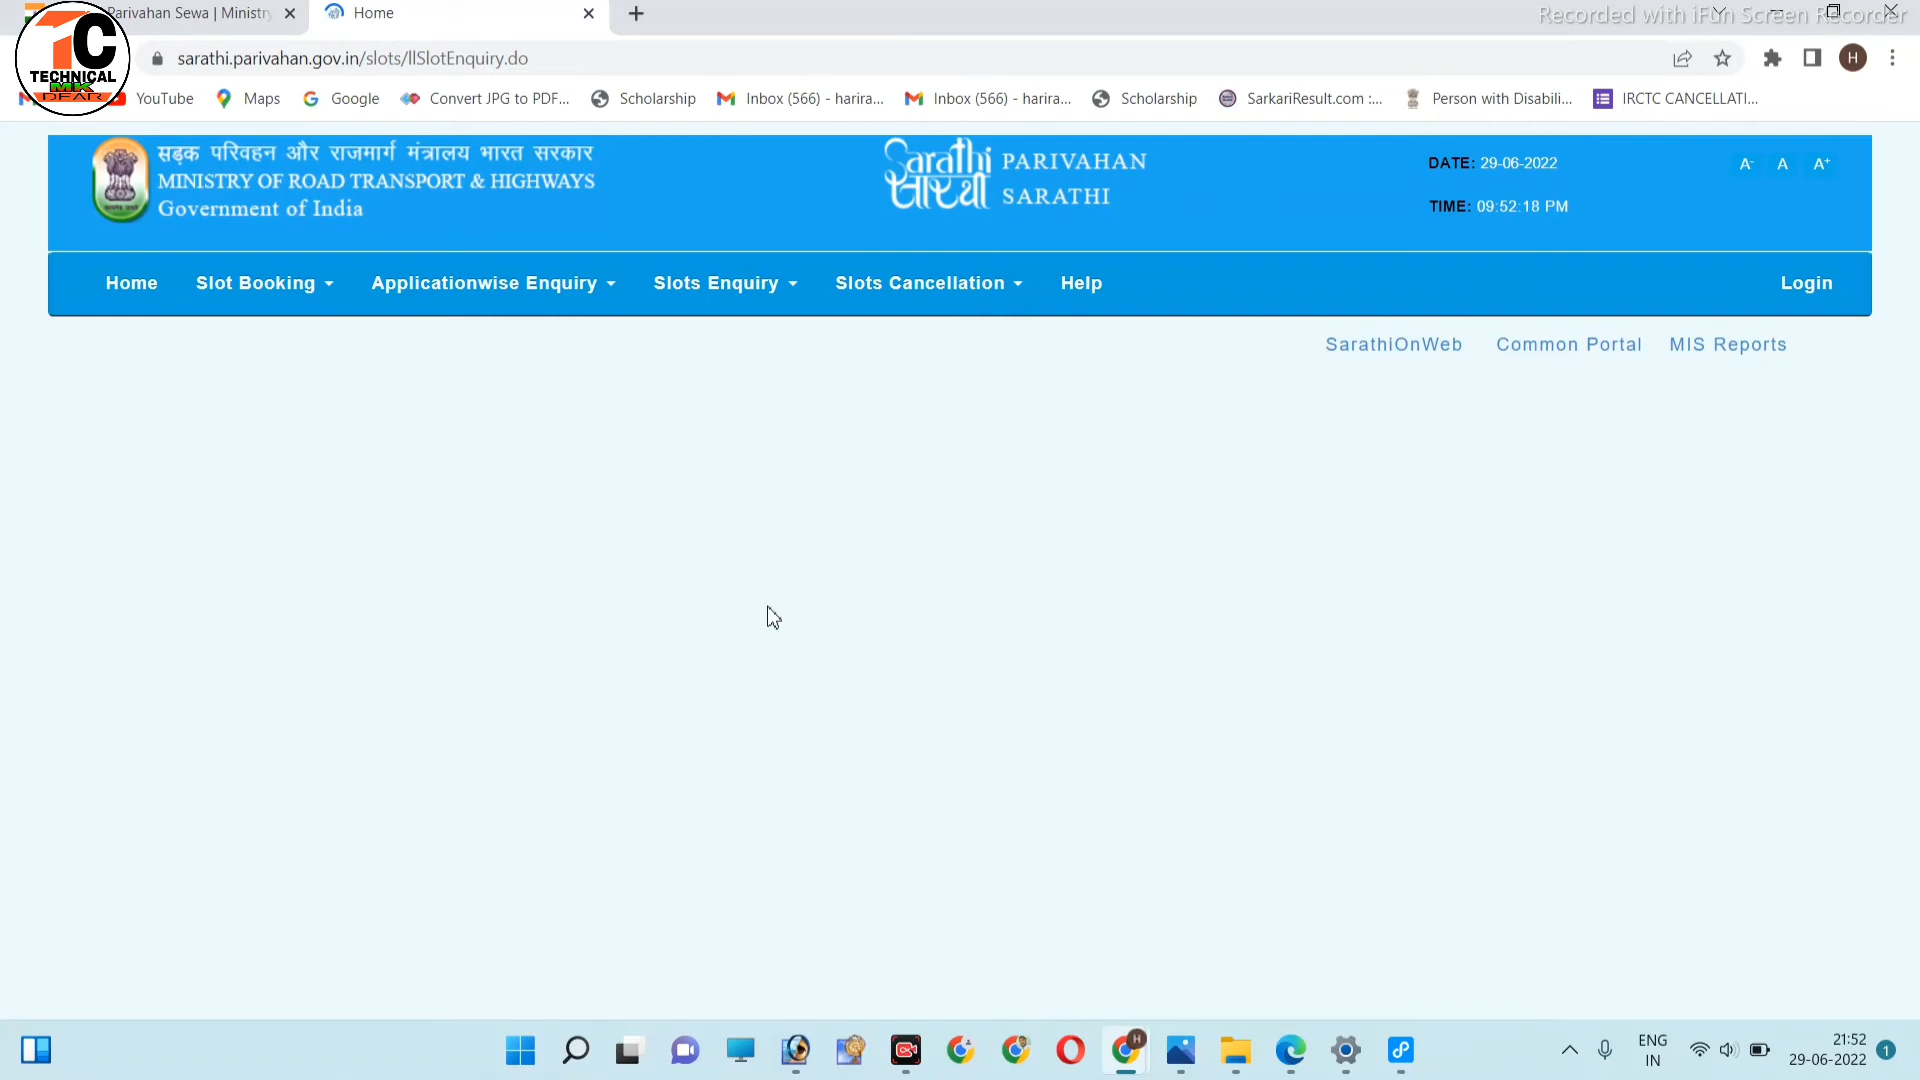 Parivahan Sewa | Ministry
Home
Recorded with iFun Screen Recorder
TC
TECHNICAL
MK
DEAR
sarathi.parivahan.gov.in/slots/llSlotEnquiry.do
H
YouTube
Maps
Google
Convert JPG to PDF...
Scholarship
Inbox (566) - harira...
Inbox (566) - harira...
Scholarship
SarkariResult.com :...
Person with Disabili...
IRCTC CANCELLATI...
सड़क परिवहन और राजमार्ग मंत्रालय भारत सरकार
MINISTRY OF ROAD TRANSPORT & HIGHWAYS
Government of India
Sarathi
सारथी
PARIVAHAN
SARATHI
DATE: 29-06-2022
TIME: 09:52:18 PM
A-
A
A+
Home
Slot Booking
Applicationwise Enquiry
Slots Enquiry
Slots Cancellation
Help
Login
SarathiOnWeb
Common Portal
MIS Reports
H
ENG
IN
21:52
29-06-2022
1